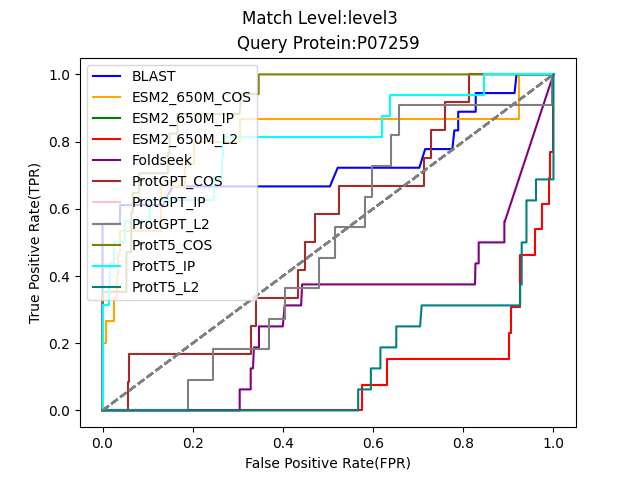 Match Level:level3
Query Protein:P07259
True Positive Rate(TPR)
1.0
0.8
0.6
0.4
0.2
0.0
BLAST
ESM2_650M_COS
ESM2_650M_IP
ESM2_650M_L2
Foldseek
ProtGPT_COS
ProtGPT_IP
ProtGPT_L2
ProtT5_COS
ProtT5_IP
ProtT5_L2
0.0 0.2 0.4 0.6 0.8 1.0
False Positive Rate(FPR)